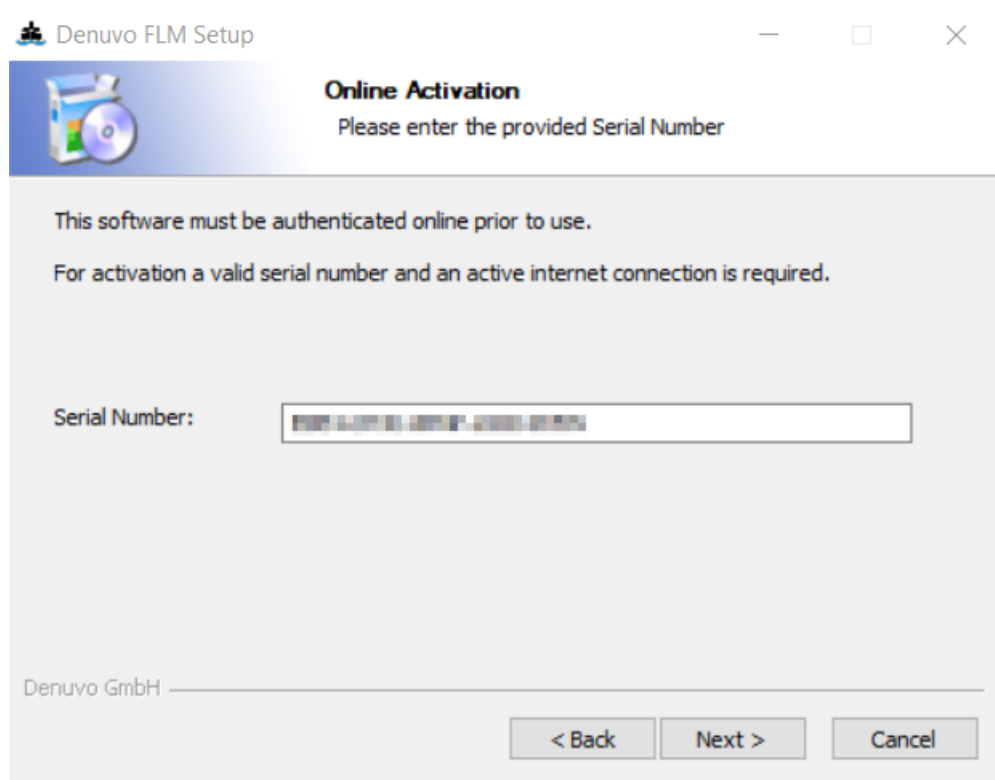 Denuvo FLM Setup
Online Activation
Please enter the provided Serial Number
This software must be authenticated online prior to use.
For activation a valid serial number and an active internet connection is required.
Serial Number:
Denuvo GmbH
< Back Next > Cancel